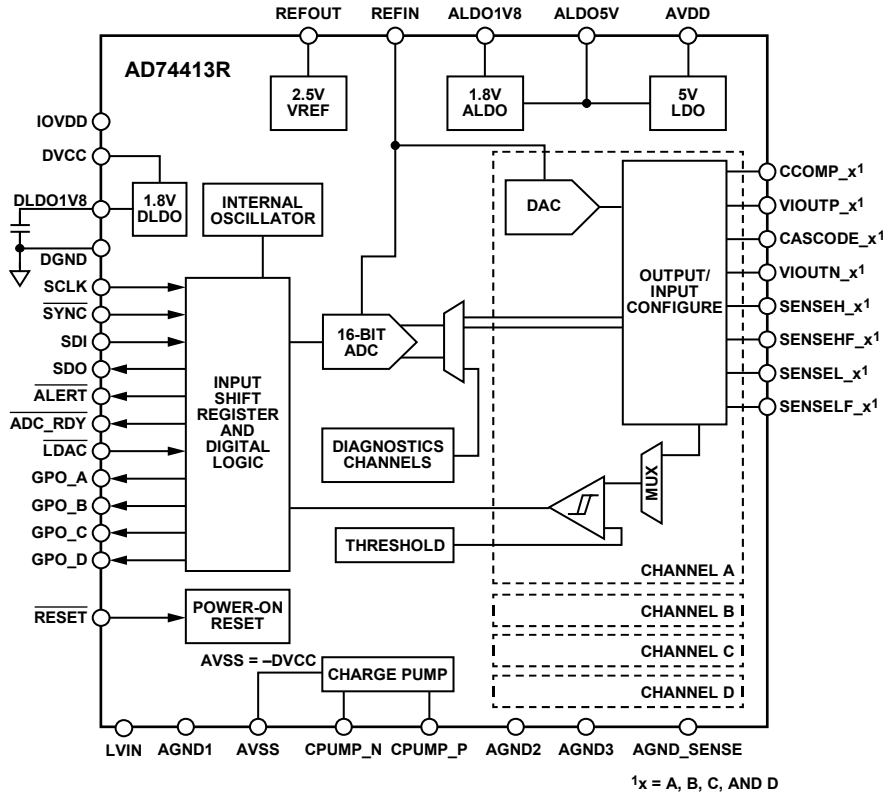 REFOUT REFIN ALDO1V8 ALDO5V AVDD
AD74413R
2.5V
VREF
1.8V
ALDO
5V
LDO
IOVDD
DVCC
DLDO1V8
1.8V
DLDO
DGND
INTERNAL
OSCILLATOR
SCLK
SYNC
SDI
SDO
ALERT
ADC_RDY
LDAC
GPO_A
GPO_B
GPO_C
GPO_D
RESET
INPUT
SHIFT
REGISTER
AND
DIGITAL
LOGIC
POWER-ON
RESET
16-BIT
ADC
DIAGNOSTICS
CHANNELS
THRESHOLD
DAC
OUTPUT/
INPUT
CONFIGURE
MUX
CCOMP_x1
VIOUTP_x1
CASCODE_x1
VIOUTN_x1
SENSEH_x1
SENSEHF_x1
SENSEL_x1
SENSELF_x1
CHANNEL A
CHANNEL B
CHANNEL C
CHANNEL D
AVSS = –DVCC
CHARGE PUMP
LVIN AGND1 AVSS CPUMP_N CPUMP_P AGND2 AGND3 AGND_SENSE
1x = A, B, C, AND D